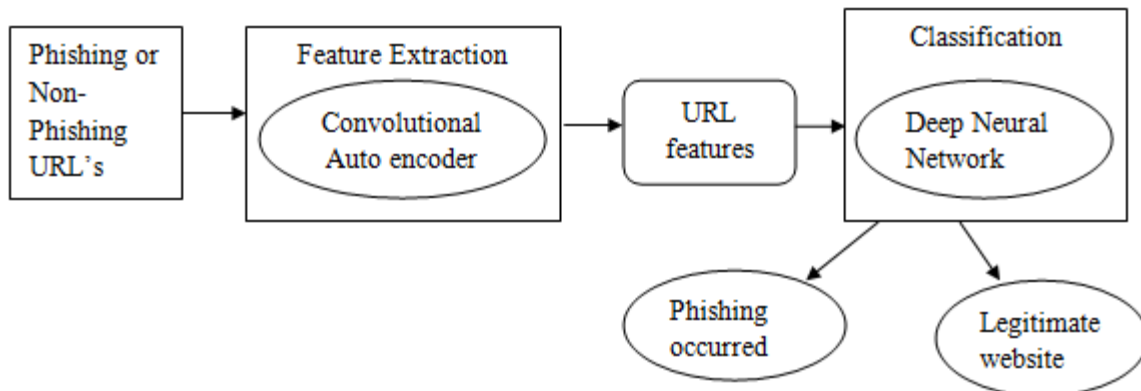 Phishing or
Non-
Phishing
URL's
Feature Extraction
Convolutional
Auto encoder
URL
features
Classification
Deep Neural
Network
Phishing
occurred
Legitimate
website